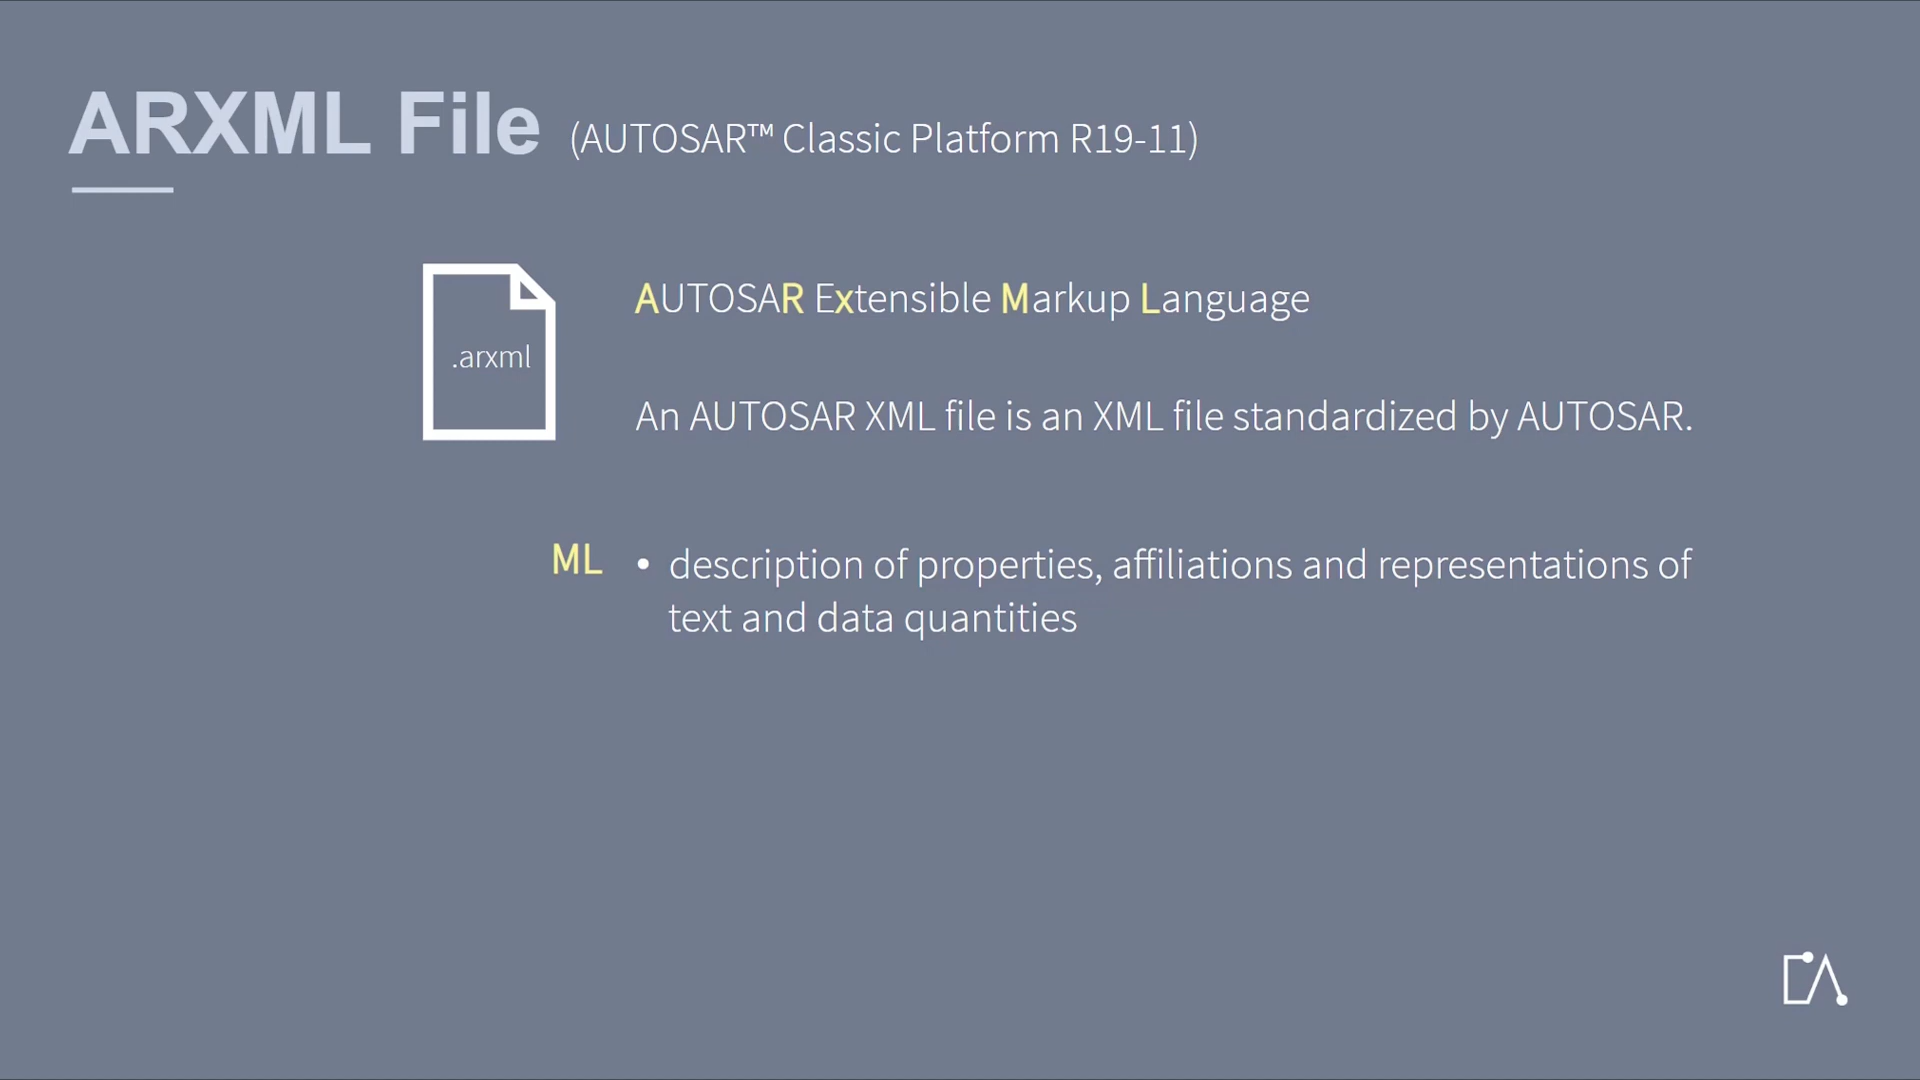 ARXML File (AUTOSAR™ Classic Platform R19-11)
.arxml
AUTOSAR Extensible Markup Language
An AUTOSAR XML file is an XML file standardized by AUTOSAR.
ML • description of properties, affiliations and representations of
text and data quantities